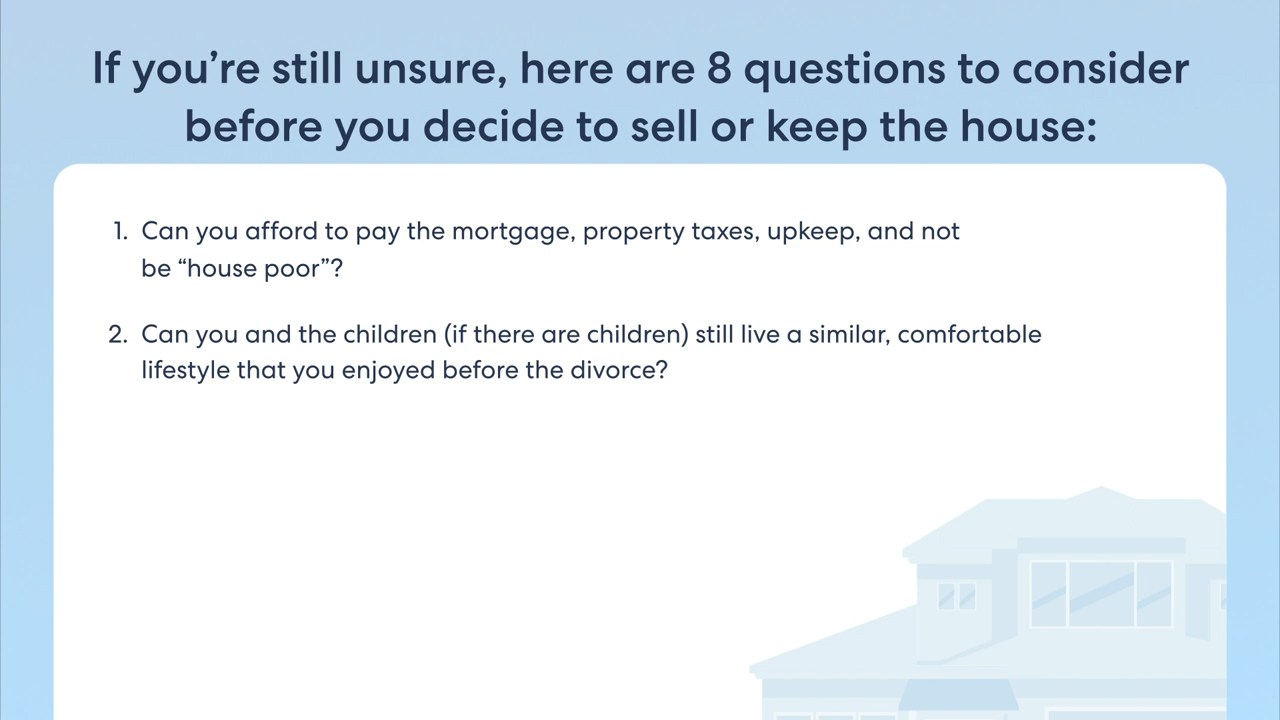 If you’re still unsure, here are 8 questions to consider
before you decide to sell or keep the house:
1. Can you afford to pay the mortgage, property taxes, upkeep, and not
be “house poor”?
2. Can you and the children (if there are children) still live a similar, comfortable
lifestyle that you enjoyed before the divorce?